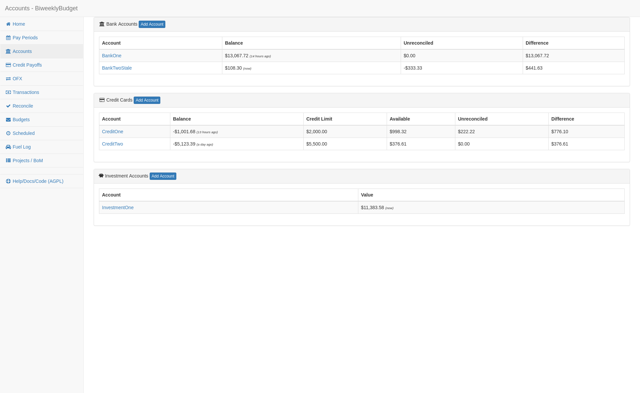 Accounts - BiweeklyBudget
Home
Pay Periods
Accounts
Credit Payoffs
OFX
Transactions
Reconcile
Budgets
Scheduled
Fuel Log
Projects / BoM
Help/Docs/Code (AGPL)
Bank Accounts Add Account
Account Balance Unreconciled Difference
BankOne $13,067.72 (14 hours ago) $0.00 $13,067.72
BankTwoStale $108.30 (now) -$333.33 $441.63
Credit Cards Add Account
Account Balance Credit Limit Available Unreconciled Difference
CreditOne -$1,001.68 (13 hours ago) $2,000.00 $998.32 $222.22 $776.10
CreditTwo -$5,123.39 (a day ago) $5,500.00 $376.61 $0.00 $376.61
Investment Accounts Add Account
Account Value
InvestmentOne $11,383.58 (now)